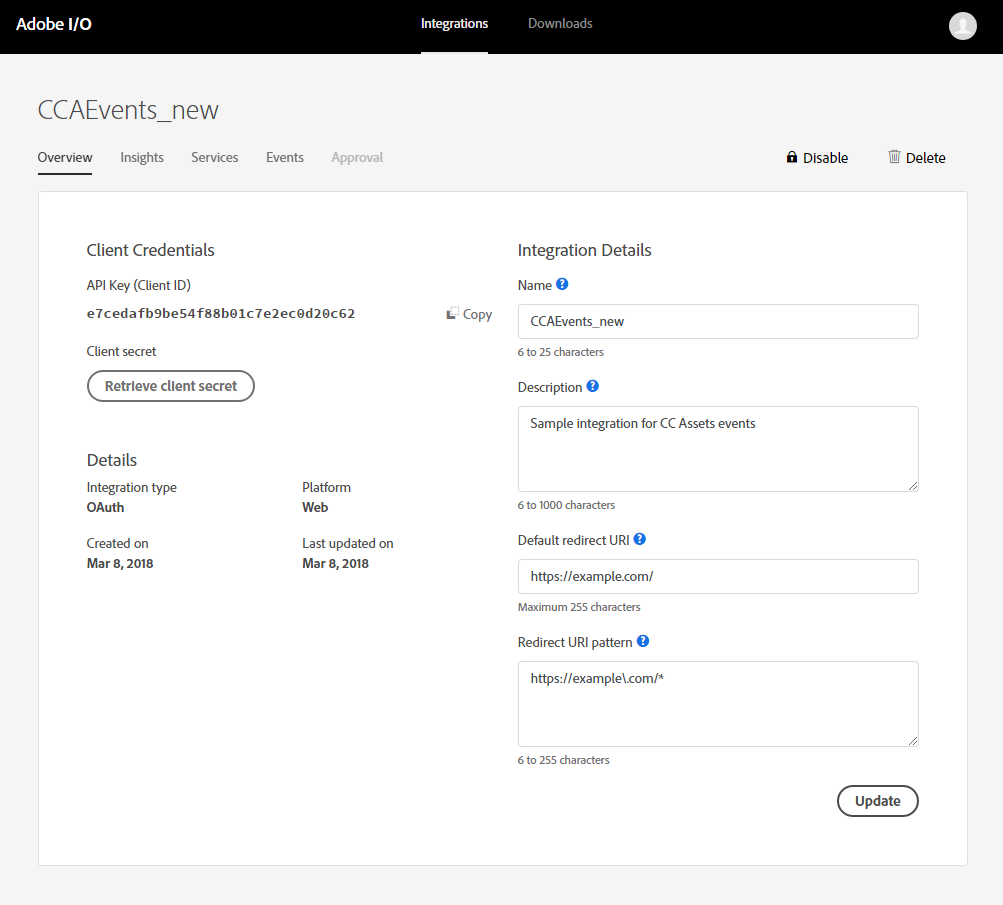 Adobe I/O
Integrations
Downloads
CCAEvents_new
Overview
Insights
Services
Events
Approval
Disable
Delete
Client Credentials
API Key (Client ID)
e7cedafb9be54f88b01c7e2ec0d20c62
Copy
Client secret
Retrieve client secret
Details
Integration type
OAuth
Platform
Web
Created on
Mar 8, 2018
Last updated on
Mar 8, 2018
Integration Details
Name ?
CCAEvents_new
6 to 25 characters
Description ?
Sample integration for CC Assets events
6 to 1000 characters
Default redirect URI ?
https://example.com/
Maximum 255 characters
Redirect URI pattern ?
https://example\.com/*
6 to 255 characters
Update